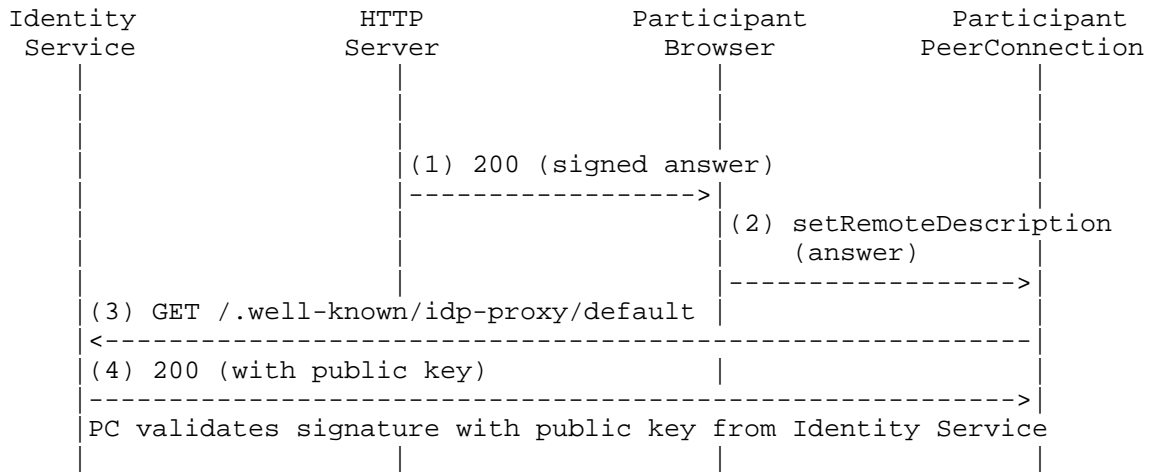 Identity HTTP Participant Participant
Service Server Browser PeerConnection
(1) 200 (signed answer)
(2) setRemoteDescription
(answer)
(3) GET /.well-known/idp-proxy/default
(4) 200 (with public key)
PC validates signature with public key from Identity Service